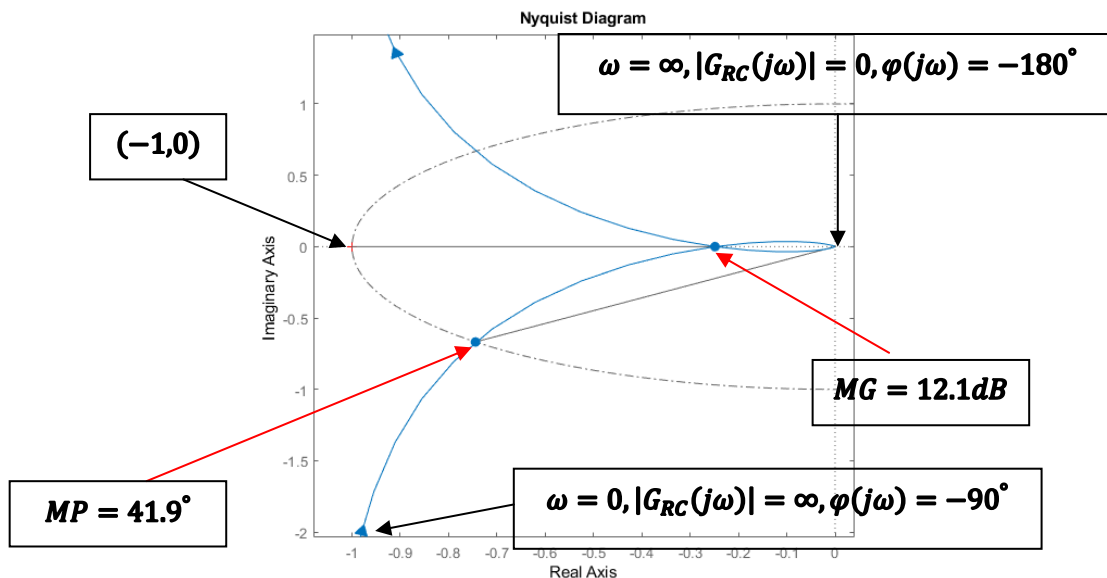 Nyquist Diagram
ω = ∞, |G_RC(jω)| = 0, φ(jω) = −180°
(−1,0)
MG = 12.1dB
MP = 41.9°
ω = 0, |G_RC(jω)| = ∞, φ(jω) = −90°
Imaginary Axis
1
0.5
0
-0.5
-1
-1.5
-2
-1 -0.9 -0.8 -0.7 -0.6 -0.5 -0.4 -0.3 -0.2 -0.1 0
Real Axis